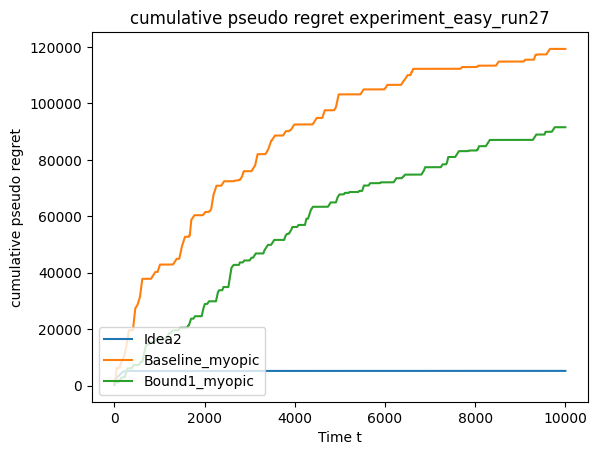 cumulative pseudo regret experiment_easy_run27
120000
100000
80000
60000
40000
20000
0
cumulative pseudo regret
Idea2
Baseline_myopic
Bound1_myopic
0 2000 4000 6000 8000 10000
Time t